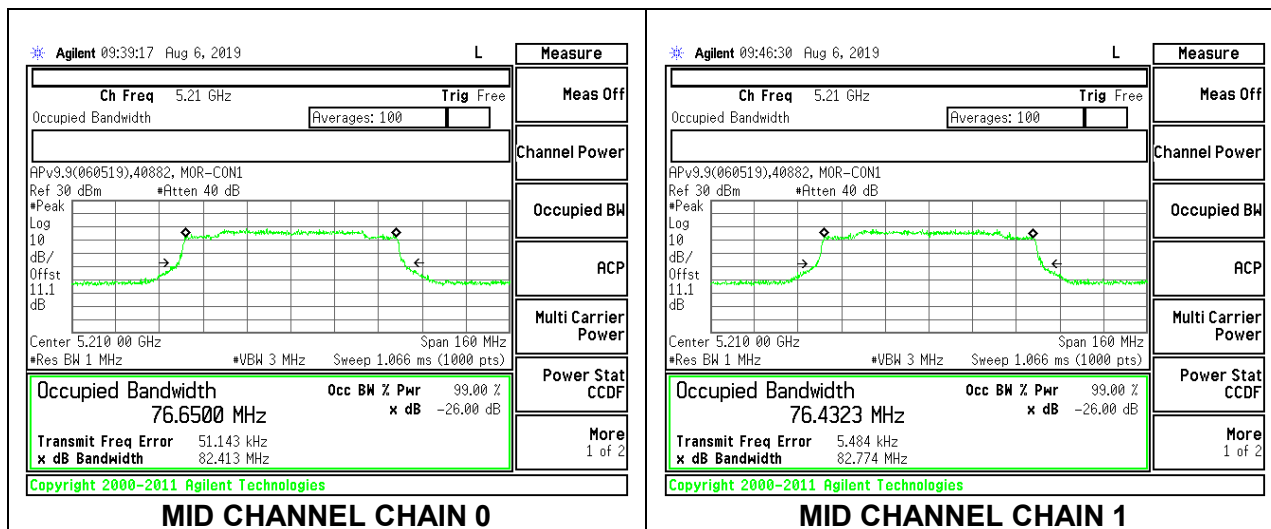 Agilent 09:39:17 Aug 6, 2019 L Measure
Ch Freq 5.21 GHz Trig Free
Meas Off
Occupied Bandwidth Averages: 100
Channel Power
APv9.9(060519),40882, MOR-CON1
Ref 30 dBm #Atten 40 dB
#Peak
Log
10
dB/
Offst
11.1
dB
Occupied BW
ACP
Multi Carrier
Power
Center 5.210 00 GHz Span 160 MHz
#Res BW 1 MHz #VBW 3 MHz Sweep 1.066 ms (1000 pts)
Power Stat
CCDF
Occupied Bandwidth Occ BW % Pwr 99.00 %
76.6500 MHz x dB -26.00 dB
Transmit Freq Error 51.143 kHz
x dB Bandwidth 82.413 MHz
More
1 of 2
Copyright 2000-2011 Agilent Technologies
MID CHANNEL CHAIN 0
Agilent 09:46:30 Aug 6, 2019 L Measure
Ch Freq 5.21 GHz Trig Free
Meas Off
Occupied Bandwidth Averages: 100
Channel Power
APv9.9(060519),40882, MOR-CON1
Ref 30 dBm #Atten 40 dB
#Peak
Log
10
dB/
Offst
11.1
dB
Occupied BW
ACP
Multi Carrier
Power
Center 5.210 00 GHz Span 160 MHz
#Res BW 1 MHz #VBW 3 MHz Sweep 1.066 ms (1000 pts)
Power Stat
CCDF
Occupied Bandwidth Occ BW % Pwr 99.00 %
76.4323 MHz x dB -26.00 dB
Transmit Freq Error 5.484 kHz
x dB Bandwidth 82.774 MHz
More
1 of 2
Copyright 2000-2011 Agilent Technologies
MID CHANNEL CHAIN 1